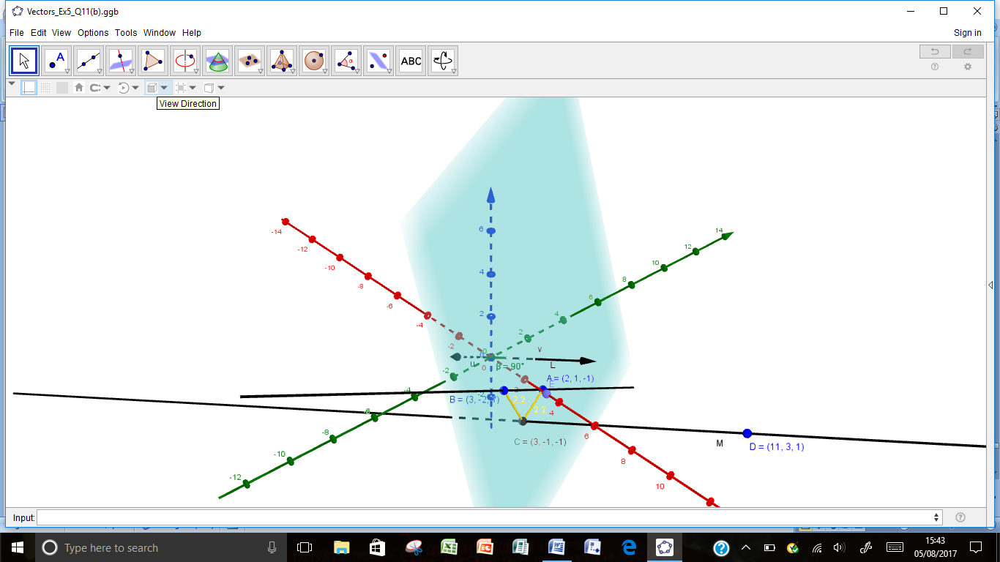 Vectors_Ex5_Q11(b).ggb
File Edit View Options Tools Window Help
Sign in
A
ABC
View Direction
14
12
10
8
6
4
2
-2
-4
-6
-8
-10
-12
-14
-12
-10
-8
-6
-4
-2
0
4
6
8
10
6
4
2
0
-2
u
v
L
β = 90°
A = (2, 1, -1)
E
2.2
2.2
C = (3, -1, -1)
M
D = (11, 3, 1)
Input:
Type here to search
15:43
05/08/2017